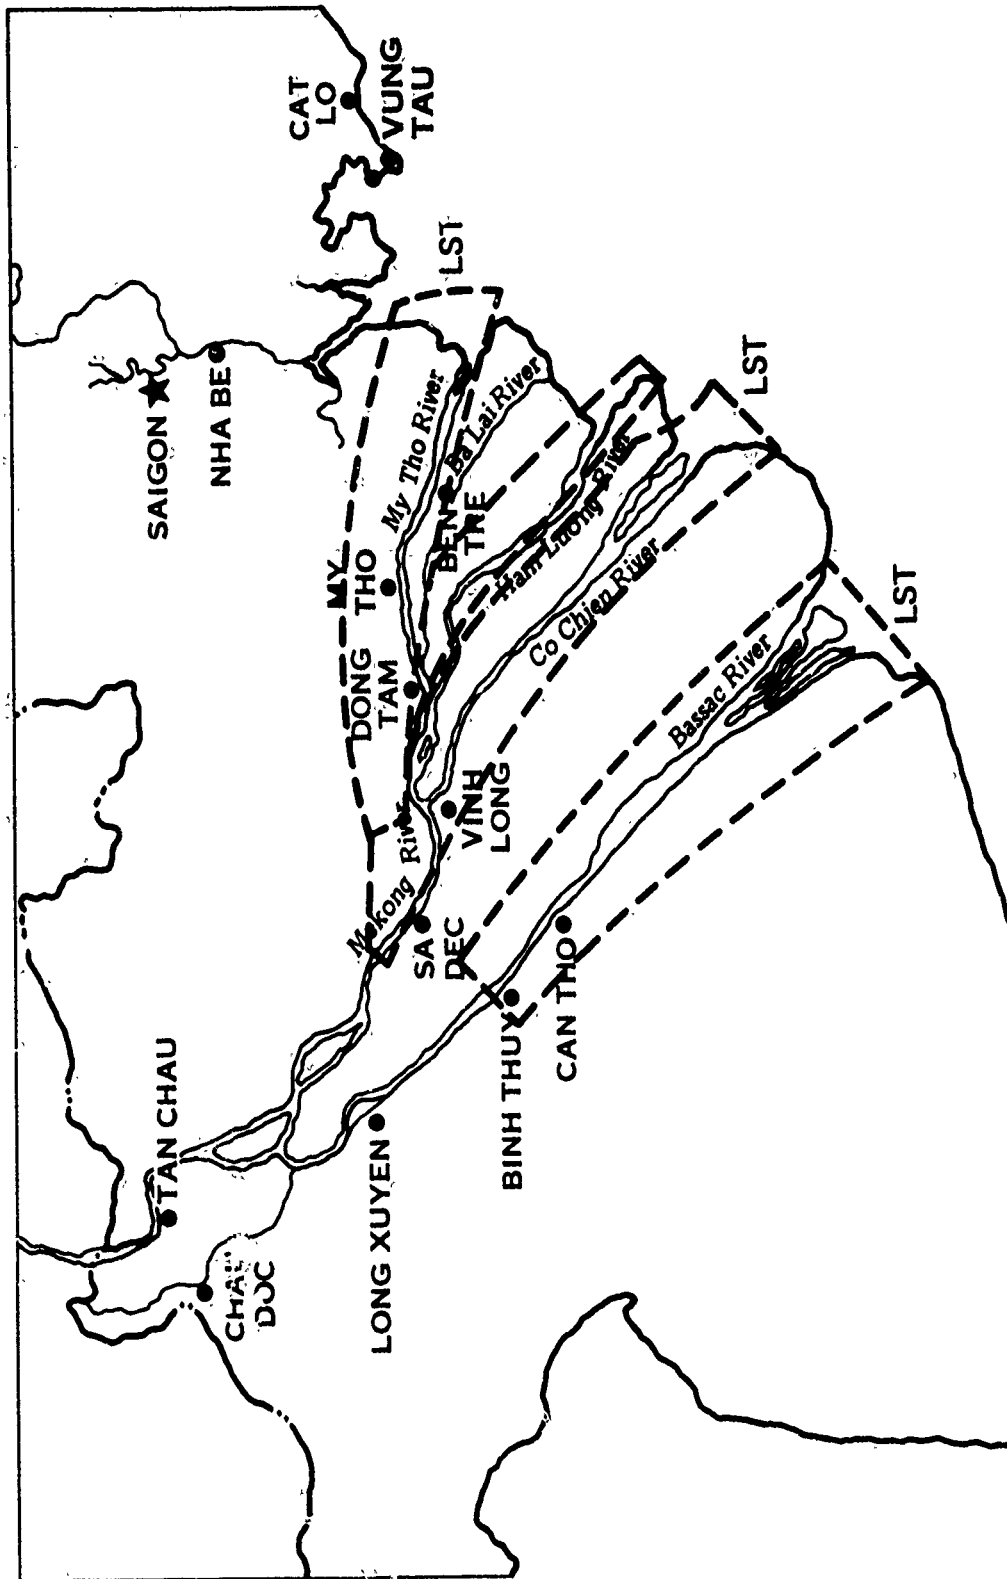 CAT
LO
VUNG
TAU
SAIGON
NHA BE
LST
My Tho River
Ba Lai River
BEN
TRE
MY
THO
DONG
TAM
Ham Luong River
LST
Co Chien River
Mekong River
VINH
LONG
SA
DEC
Bassac River
LST
CAN THO
BINH THUY
TAN CHAU
LONG XUYEN
CHAU
DOC